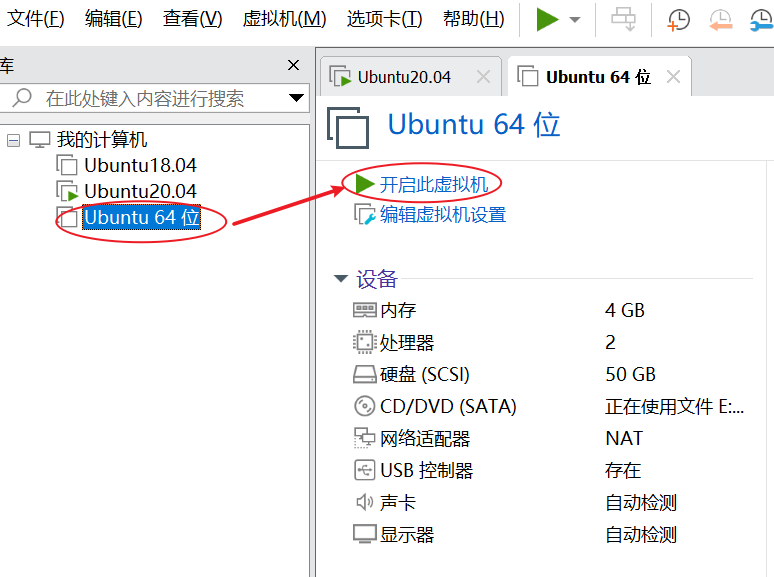 文件(F) 编辑(E) 查看(V) 虚拟机(M) 选项卡(T) 帮助(H)
库
在此处键入内容进行搜索
我的计算机
Ubuntu18.04
Ubuntu20.04
Ubuntu 64 位
Ubuntu20.04 Ubuntu 64 位
Ubuntu 64 位
开启此虚拟机
编辑虚拟机设置
设备
内存 4 GB
处理器 2
硬盘 (SCSI) 50 GB
CD/DVD (SATA) 正在使用文件 E:...
网络适配器 NAT
USB 控制器 存在
声卡 自动检测
显示器 自动检测